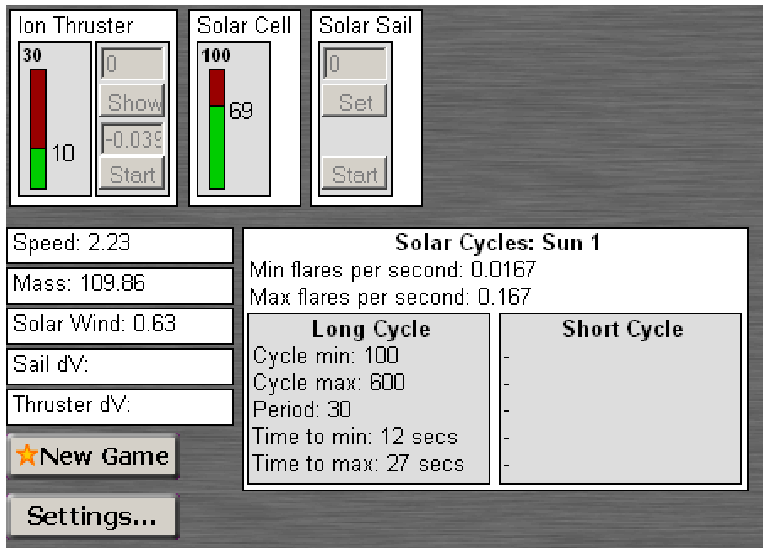 Ion Thruster
30
10
0
Show
-0.039
Start
Solar Cell
100
69
Solar Sail
0
Set
Start
Speed: 2.23
Mass: 109.86
Solar Wind: 0.63
Sail dV:
Thruster dV:
New Game
Settings...
Solar Cycles: Sun 1
Min flares per second: 0.0167
Max flares per second: 0.167
Long Cycle
Cycle min: 100
Cycle max: 600
Period: 30
Time to min: 12 secs
Time to max: 27 secs
Short Cycle
-
-
-
-
-